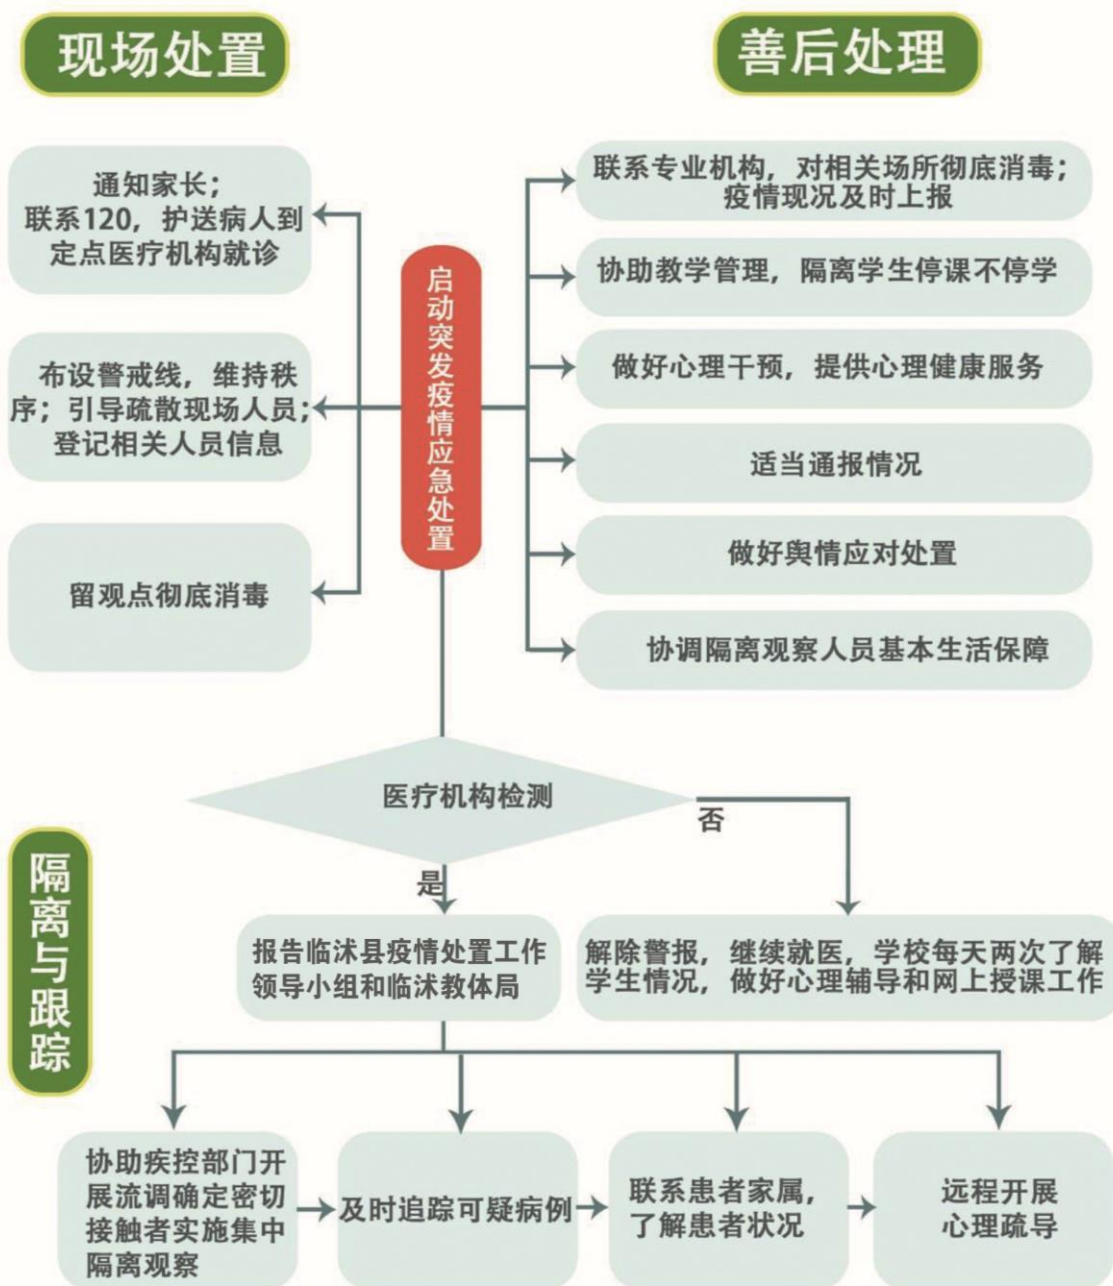 现场处置
善后处理
通知家长；
联系120，护送病人到
定点医疗机构就诊
布设警戒线，维持秩
序；引导疏散现场人员；
登记相关人员信息
留观点彻底消毒
启动突发疫情应急处置
联系专业机构，对相关场所彻底消毒；
疫情现况及时上报
协助教学管理，隔离学生停课不停学
做好心理干预，提供心理健康服务
适当通报情况
做好舆情应对处置
协调隔离观察人员基本生活保障
医疗机构检测
否
是
隔离与跟踪
报告临沭县疫情处置工作
领导小组和临沭教体局
解除警报，继续就医，学校每天两次了解
学生情况，做好心理辅导和网上授课工作
协助疾控部门开
展流调确定密切
接触者实施集中
隔离观察
及时追踪可疑病例
联系患者家属，
了解患者状况
远程开展
心理疏导